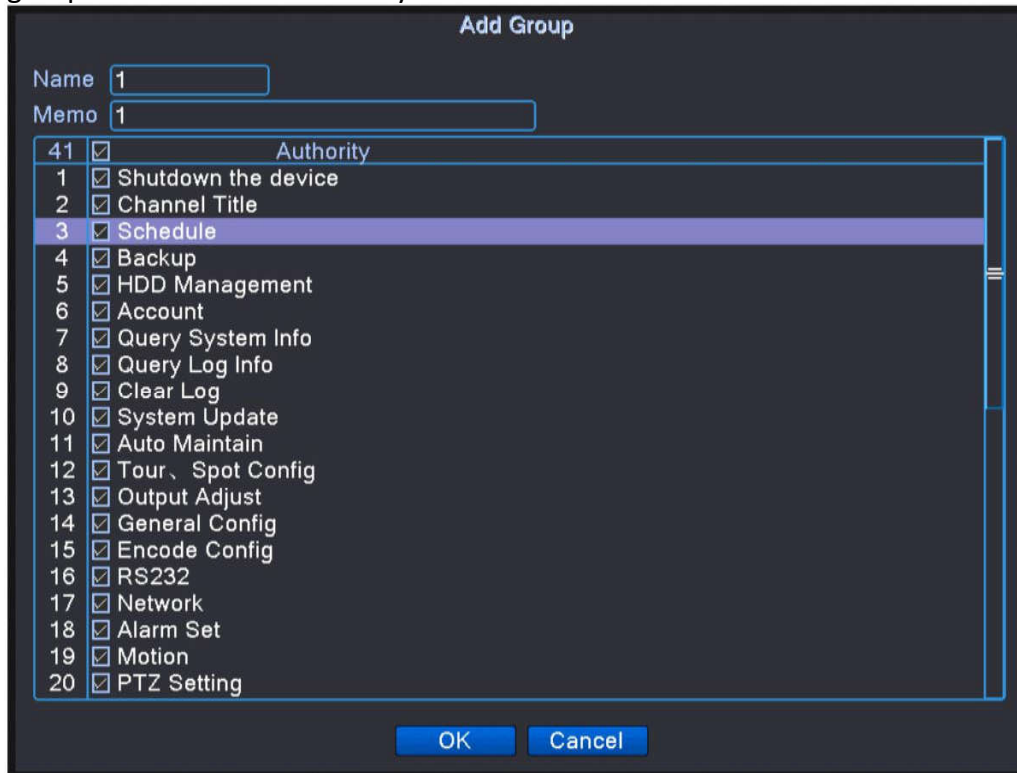 Add Group
Name 1
Memo 1
41 Authority
1 Shutdown the device
2 Channel Title
3 Schedule
4 Backup
5 HDD Management
6 Account
7 Query System Info
8 Query Log Info
9 Clear Log
10 System Update
11 Auto Maintain
12 Tour、Spot Config
13 Output Adjust
14 General Config
15 Encode Config
16 RS232
17 Network
18 Alarm Set
19 Motion
20 PTZ Setting
OK Cancel